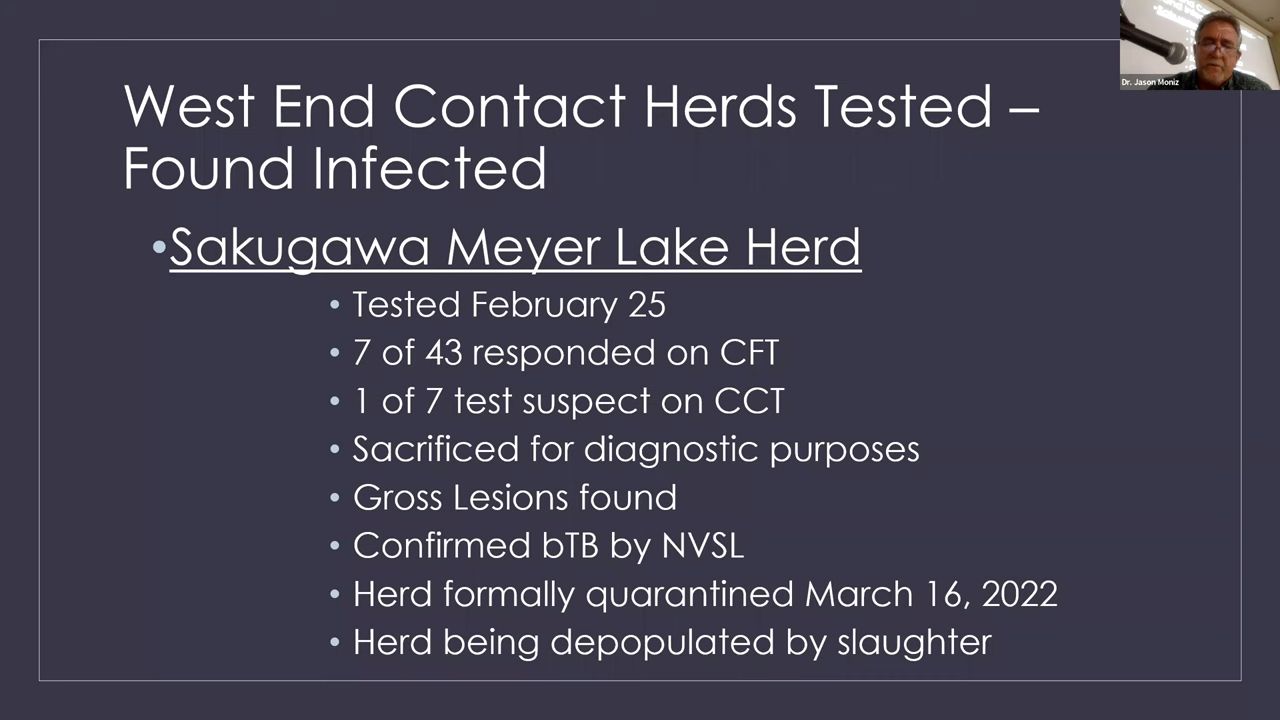 West End Contact Herds Tested –
Found Infected
•Sakugawa Meyer Lake Herd
• Tested February 25
• 7 of 43 responded on CFT
• 1 of 7 test suspect on CCT
• Sacrificed for diagnostic purposes
• Gross Lesions found
• Confirmed bTB by NVSL
• Herd formally quarantined March 16, 2022
• Herd being depopulated by slaughter
Dr. Jason Moniz